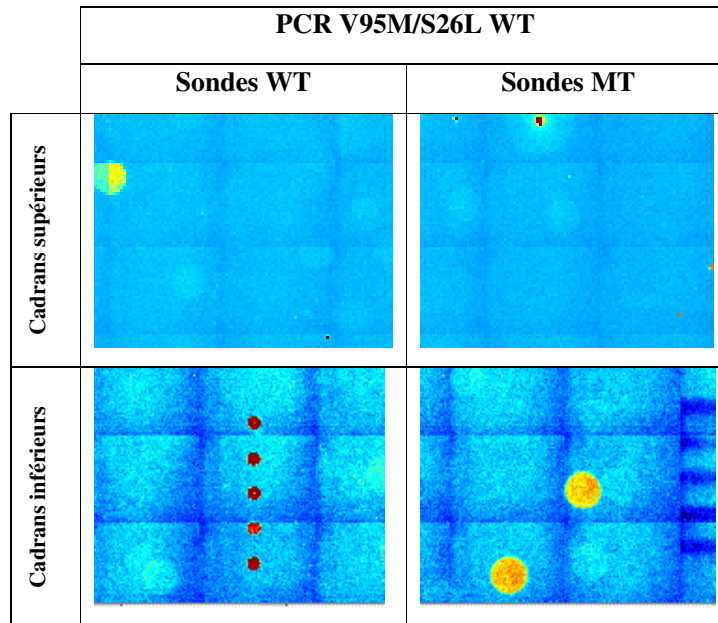 PCR V95M/S26L WT
Sondes WT
Sondes MT
Cadrans supérieurs
Cadrans inférieurs